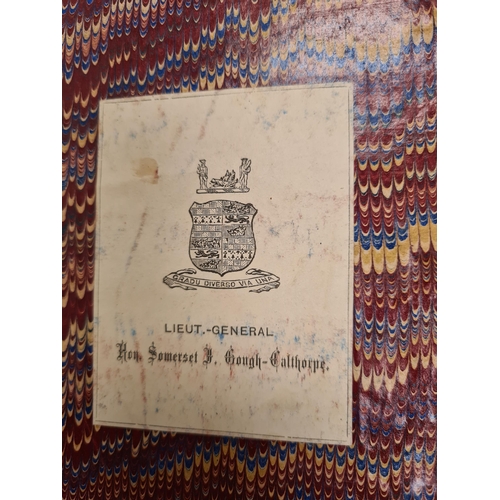 GRADU DIVERSO VIA UNA
LIEUT.-GENERAL
Hon. Somerset J. Gough-Calthorpe.